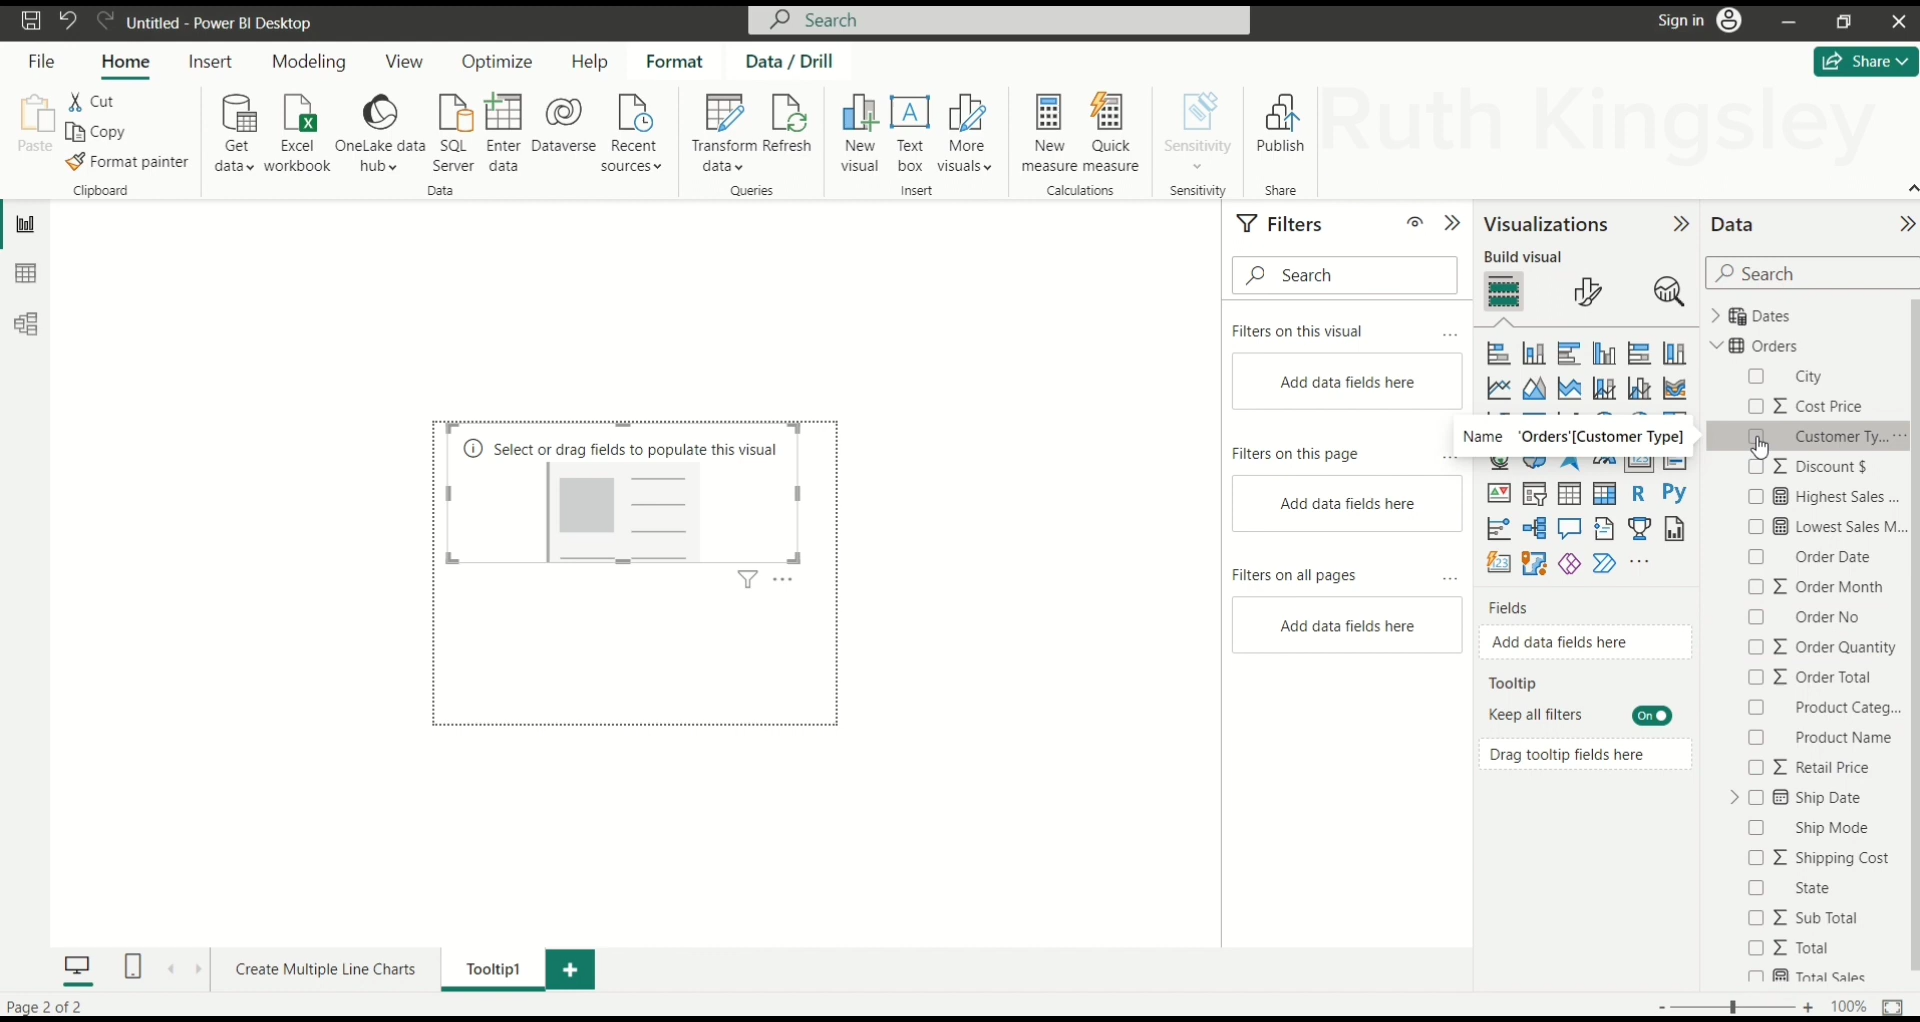 Untitled - Power BI Desktop
Search
Sign in
File Home Insert Modeling View Optimize Help Format Data / Drill
Share
Paste
Cut
Copy
Format painter
Clipboard
Get data
Excel workbook
OneLake data hub
SQL Server
Enter data
Dataverse
Recent sources
Data
Transform data
Refresh
Queries
New visual
Text box
More visuals
Insert
New measure
Quick measure
Calculations
Sensitivity
Sensitivity
Publish
Share
Ruth Kingsley
Select or drag fields to populate this visual
Filters
Search
Filters on this visual
Add data fields here
Filters on this page
Add data fields here
Filters on all pages
Add data fields here
Visualizations
Build visual
Name 'Orders'[Customer Type]
R Py
123
Fields
Add data fields here
Tooltip
Keep all filters
On
Drag tooltip fields here
Data
Search
Dates
Orders
City
Σ Cost Price
Customer Ty...
Σ Discount $
Highest Sales ...
Lowest Sales M...
Order Date
Σ Order Month
Order No
Σ Order Quantity
Σ Order Total
Product Categ...
Product Name
Σ Retail Price
Ship Date
Ship Mode
Σ Shipping Cost
State
Σ Sub Total
Σ Total
Total Sales
Create Multiple Line Charts
Tooltip1
Page 2 of 2
- + 100%